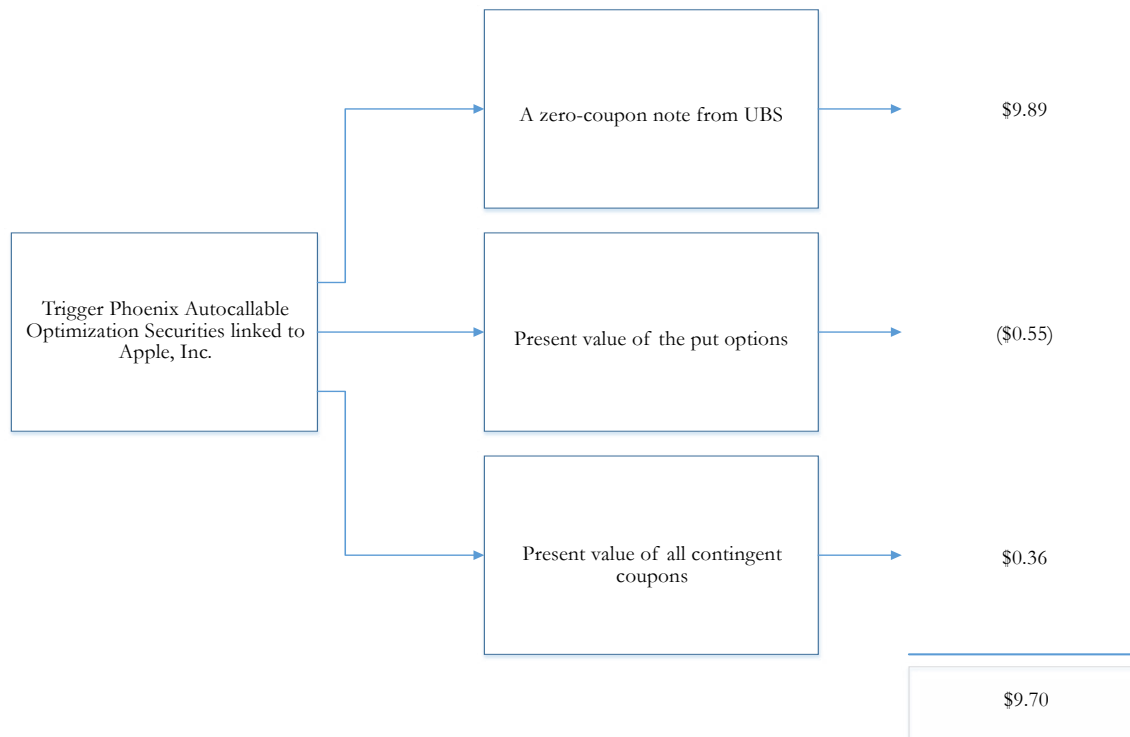 A zero-coupon note from UBS
$9.89
Trigger Phoenix Autocallable
Optimization Securities linked to
Apple, Inc.
Present value of the put options
($0.55)
Present value of all contingent
coupons
$0.36
$9.70